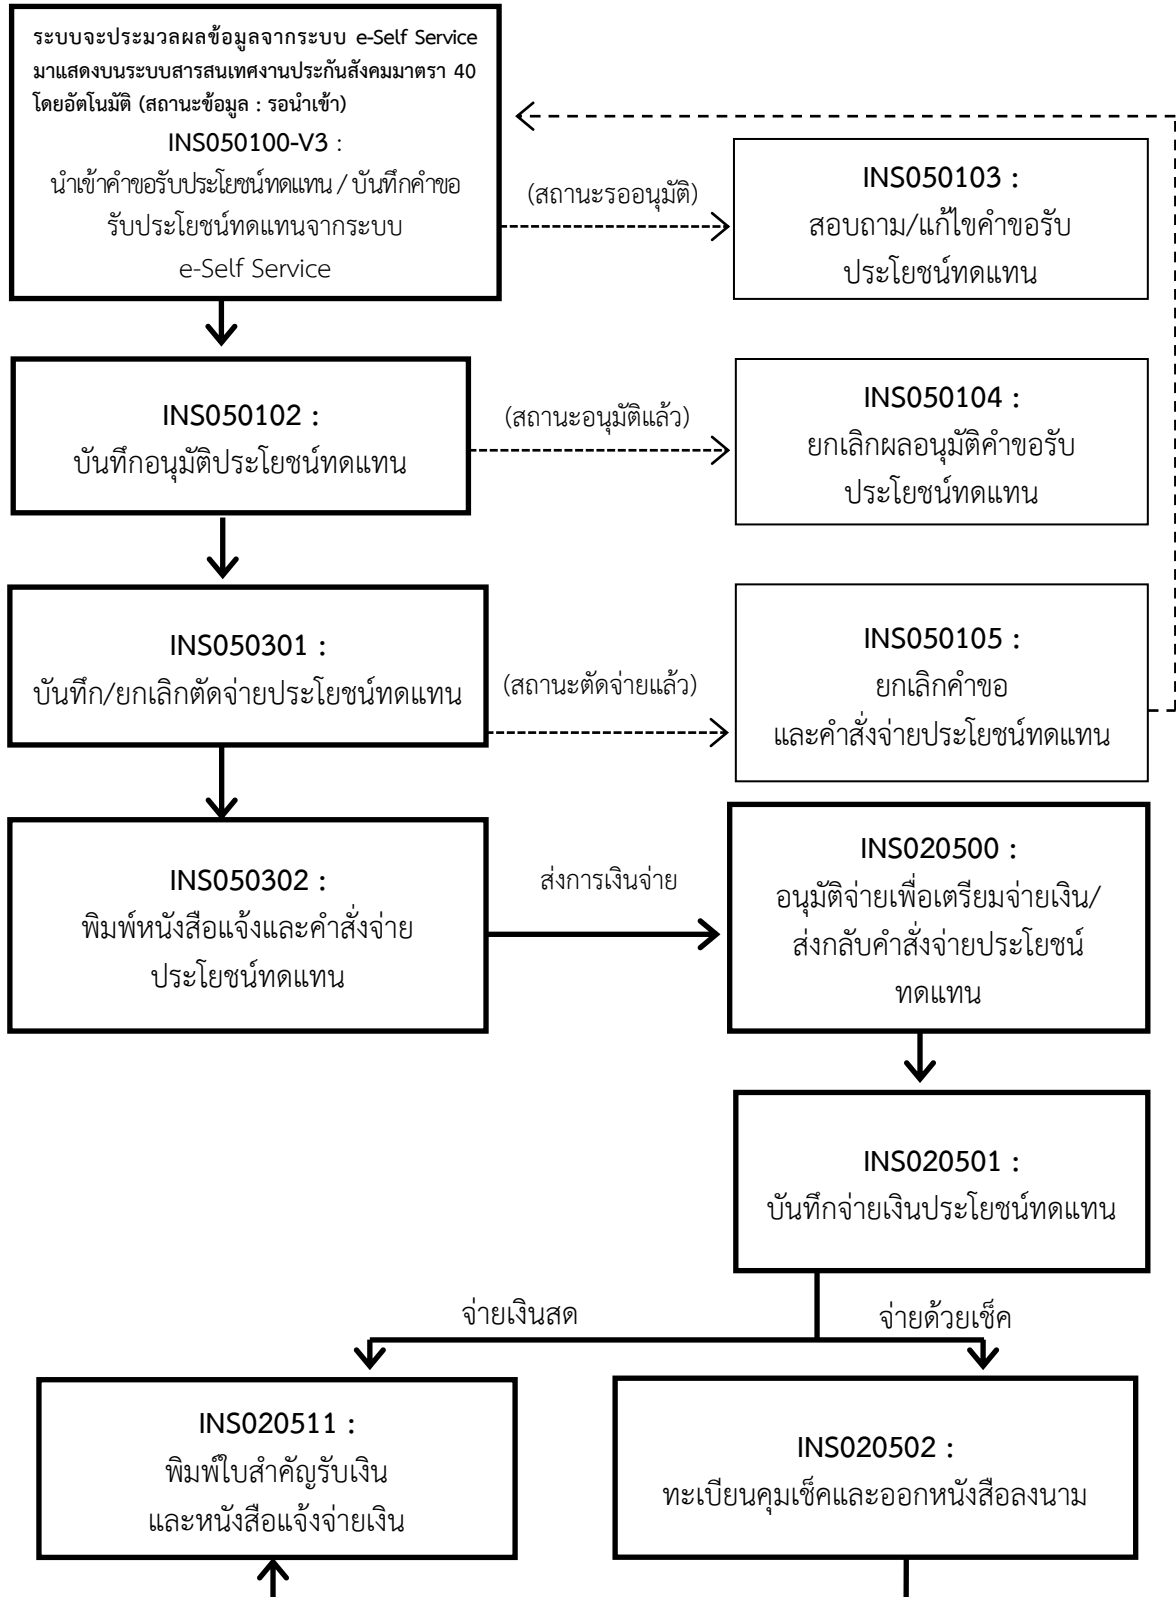 ระบบจะประมวลผลข้อมูลจากระบบ e-Self Service
มาแสดงบนระบบสารสนเทศงานประกันสังคมมาตรา 40
โดยอัตโนมัติ (สถานะข้อมูล : รอนำเข้า)
INS050100-V3 :
นำเข้าคำขอรับประโยชน์ทดแทน / บันทึกคำขอ
รับประโยชน์ทดแทนจากระบบ
e-Self Service
(สถานะรออนุมัติ)
INS050103 :
สอบถาม/แก้ไขคำขอรับ
ประโยชน์ทดแทน
INS050102 :
บันทึกอนุมัติประโยชน์ทดแทน
(สถานะอนุมัติแล้ว)
INS050104 :
ยกเลิกผลอนุมัติคำขอรับ
ประโยชน์ทดแทน
INS050301 :
บันทึก/ยกเลิกตัดจ่ายประโยชน์ทดแทน
(สถานะตัดจ่ายแล้ว)
INS050105 :
ยกเลิกคำขอ
และคำสั่งจ่ายประโยชน์ทดแทน
INS050302 :
พิมพ์หนังสือแจ้งและคำสั่งจ่าย
ประโยชน์ทดแทน
ส่งการเงินจ่าย
INS020500 :
อนุมัติจ่ายเพื่อเตรียมจ่ายเงิน/
ส่งกลับคำสั่งจ่ายประโยชน์
ทดแทน
INS020501 :
บันทึกจ่ายเงินประโยชน์ทดแทน
จ่ายเงินสด
จ่ายด้วยเช็ค
INS020511 :
พิมพ์ใบสำคัญรับเงิน
และหนังสือแจ้งจ่ายเงิน
INS020502 :
ทะเบียนคุมเช็คและออกหนังสือลงนาม